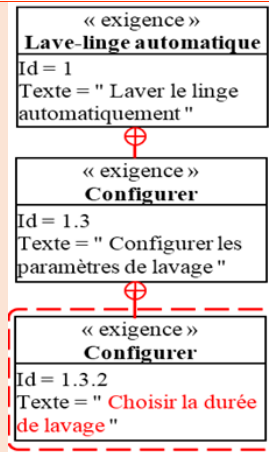 « exigence »
Lave-linge automatique
Id = 1
Texte = " Laver le linge
automatiquement "
« exigence »
Configurer
Id = 1.3
Texte = " Configurer les
paramètres de lavage "
« exigence »
Configurer
Id = 1.3.2
Texte = " Choisir la durée
de lavage "